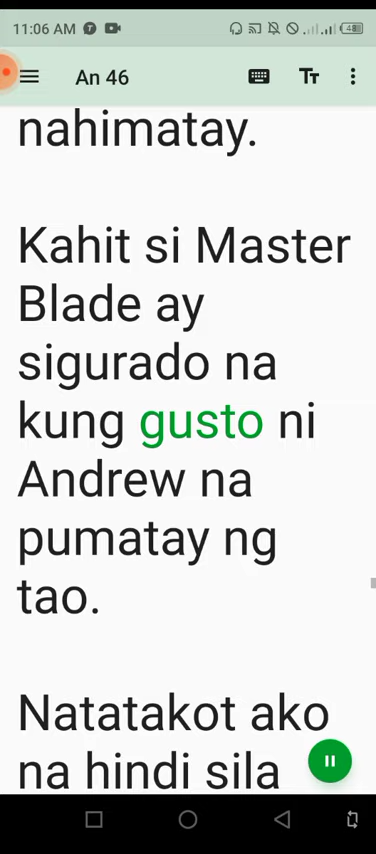 11:06 AM
48
An 46
nahimatay.
Kahit si Master
Blade ay
sigurado na
kung gusto ni
Andrew na
pumatay ng
tao.
Natatakot ako
na hindi sila